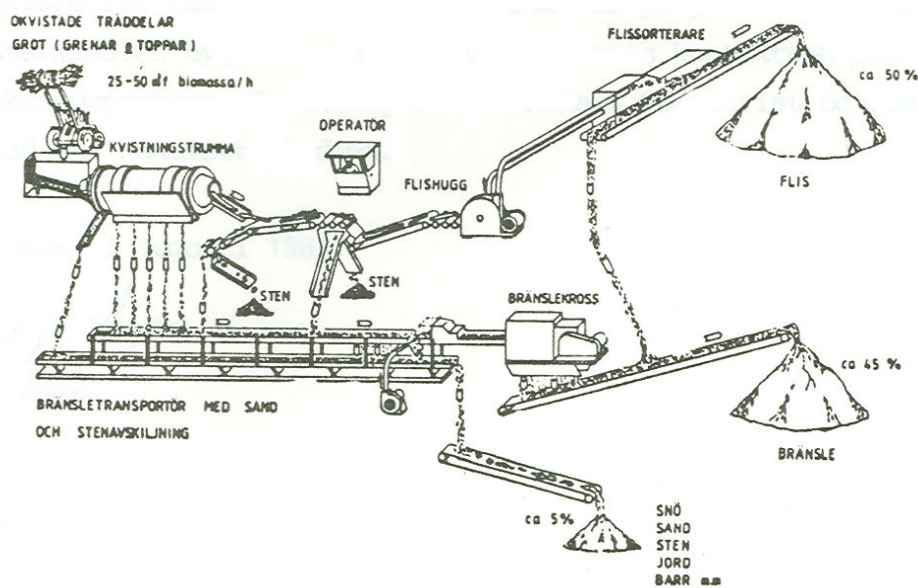 OKVISTADE TRÄDDELAR
GROT (GRENAR & TOPPAR)
25-50 m³f biomassa/h
KVISTNINGSTRUMMA
OPERATÖR
FLISHUGG
FLISSORTERARE
ca 50%
FLIS
STEN
STEN
BRÄNSLEKROSS
ca 45%
BRÄNSLE
BRÄNSLETRANSPORTÖR MED SAND
OCH STENAVSKILJNING
ca 5%
SNÖ
SAND
STEN
JORD
BARR m.m